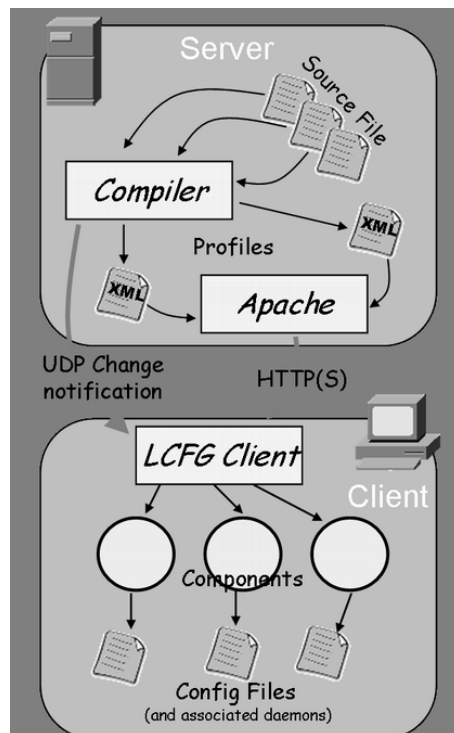 Server
Source File
Compiler
XML
Profiles
XML
Apache
UDP Change
notification
HTTP(S)
LCFG Client
Client
Components
Config Files
(and associated daemons)